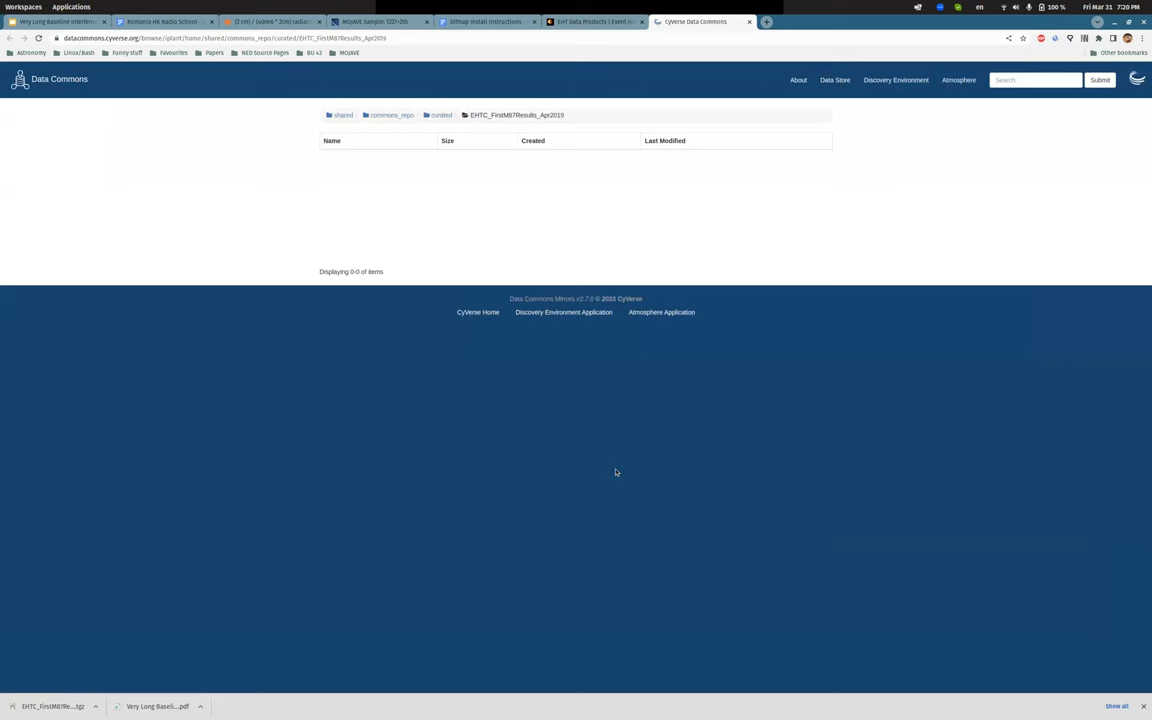 Workspaces Applications en 100 % Fri Mar 31 7:20 PM
Very Long Baseline Interfero Romania HK Radio School - (2 cm) / (4000e6 * 2cm) radian MOJAVE Sample: 1227+255 Difmap Install Instructions EHT Data Products | Event H CyVerse Data Commons
datacommons.cyverse.org/browse/iplant/home/shared/commons_repo/curated/EHTC_FirstM87Results_Apr2019
Astronomy Linux/Bash Funny stuff Favourites Papers NED Source Pages BU 43 MOJAVE Other bookmarks
Data Commons About Data Store Discovery Environment Atmosphere Search Submit
shared commons_repo curated EHTC_FirstM87Results_Apr2019
Name Size Created Last Modified
Displaying 0-0 of items
Data Commons Mirrors v2.7.0 © 2023 CyVerse
CyVerse Home Discovery Environment Application Atmosphere Application
EHTC_FirstM87Re....tgz Very Long Baseli....pdf Show all